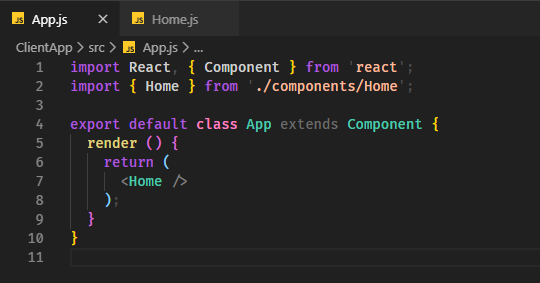 JS App.js × JS Home.js
ClientApp > src > JS App.js > ...
1 import React, { Component } from 'react';
2 import { Home } from './components/Home';
3
4 export default class App extends Component {
5   render () {
6     return (
7       <Home />
8     );
9   }
10 }
11